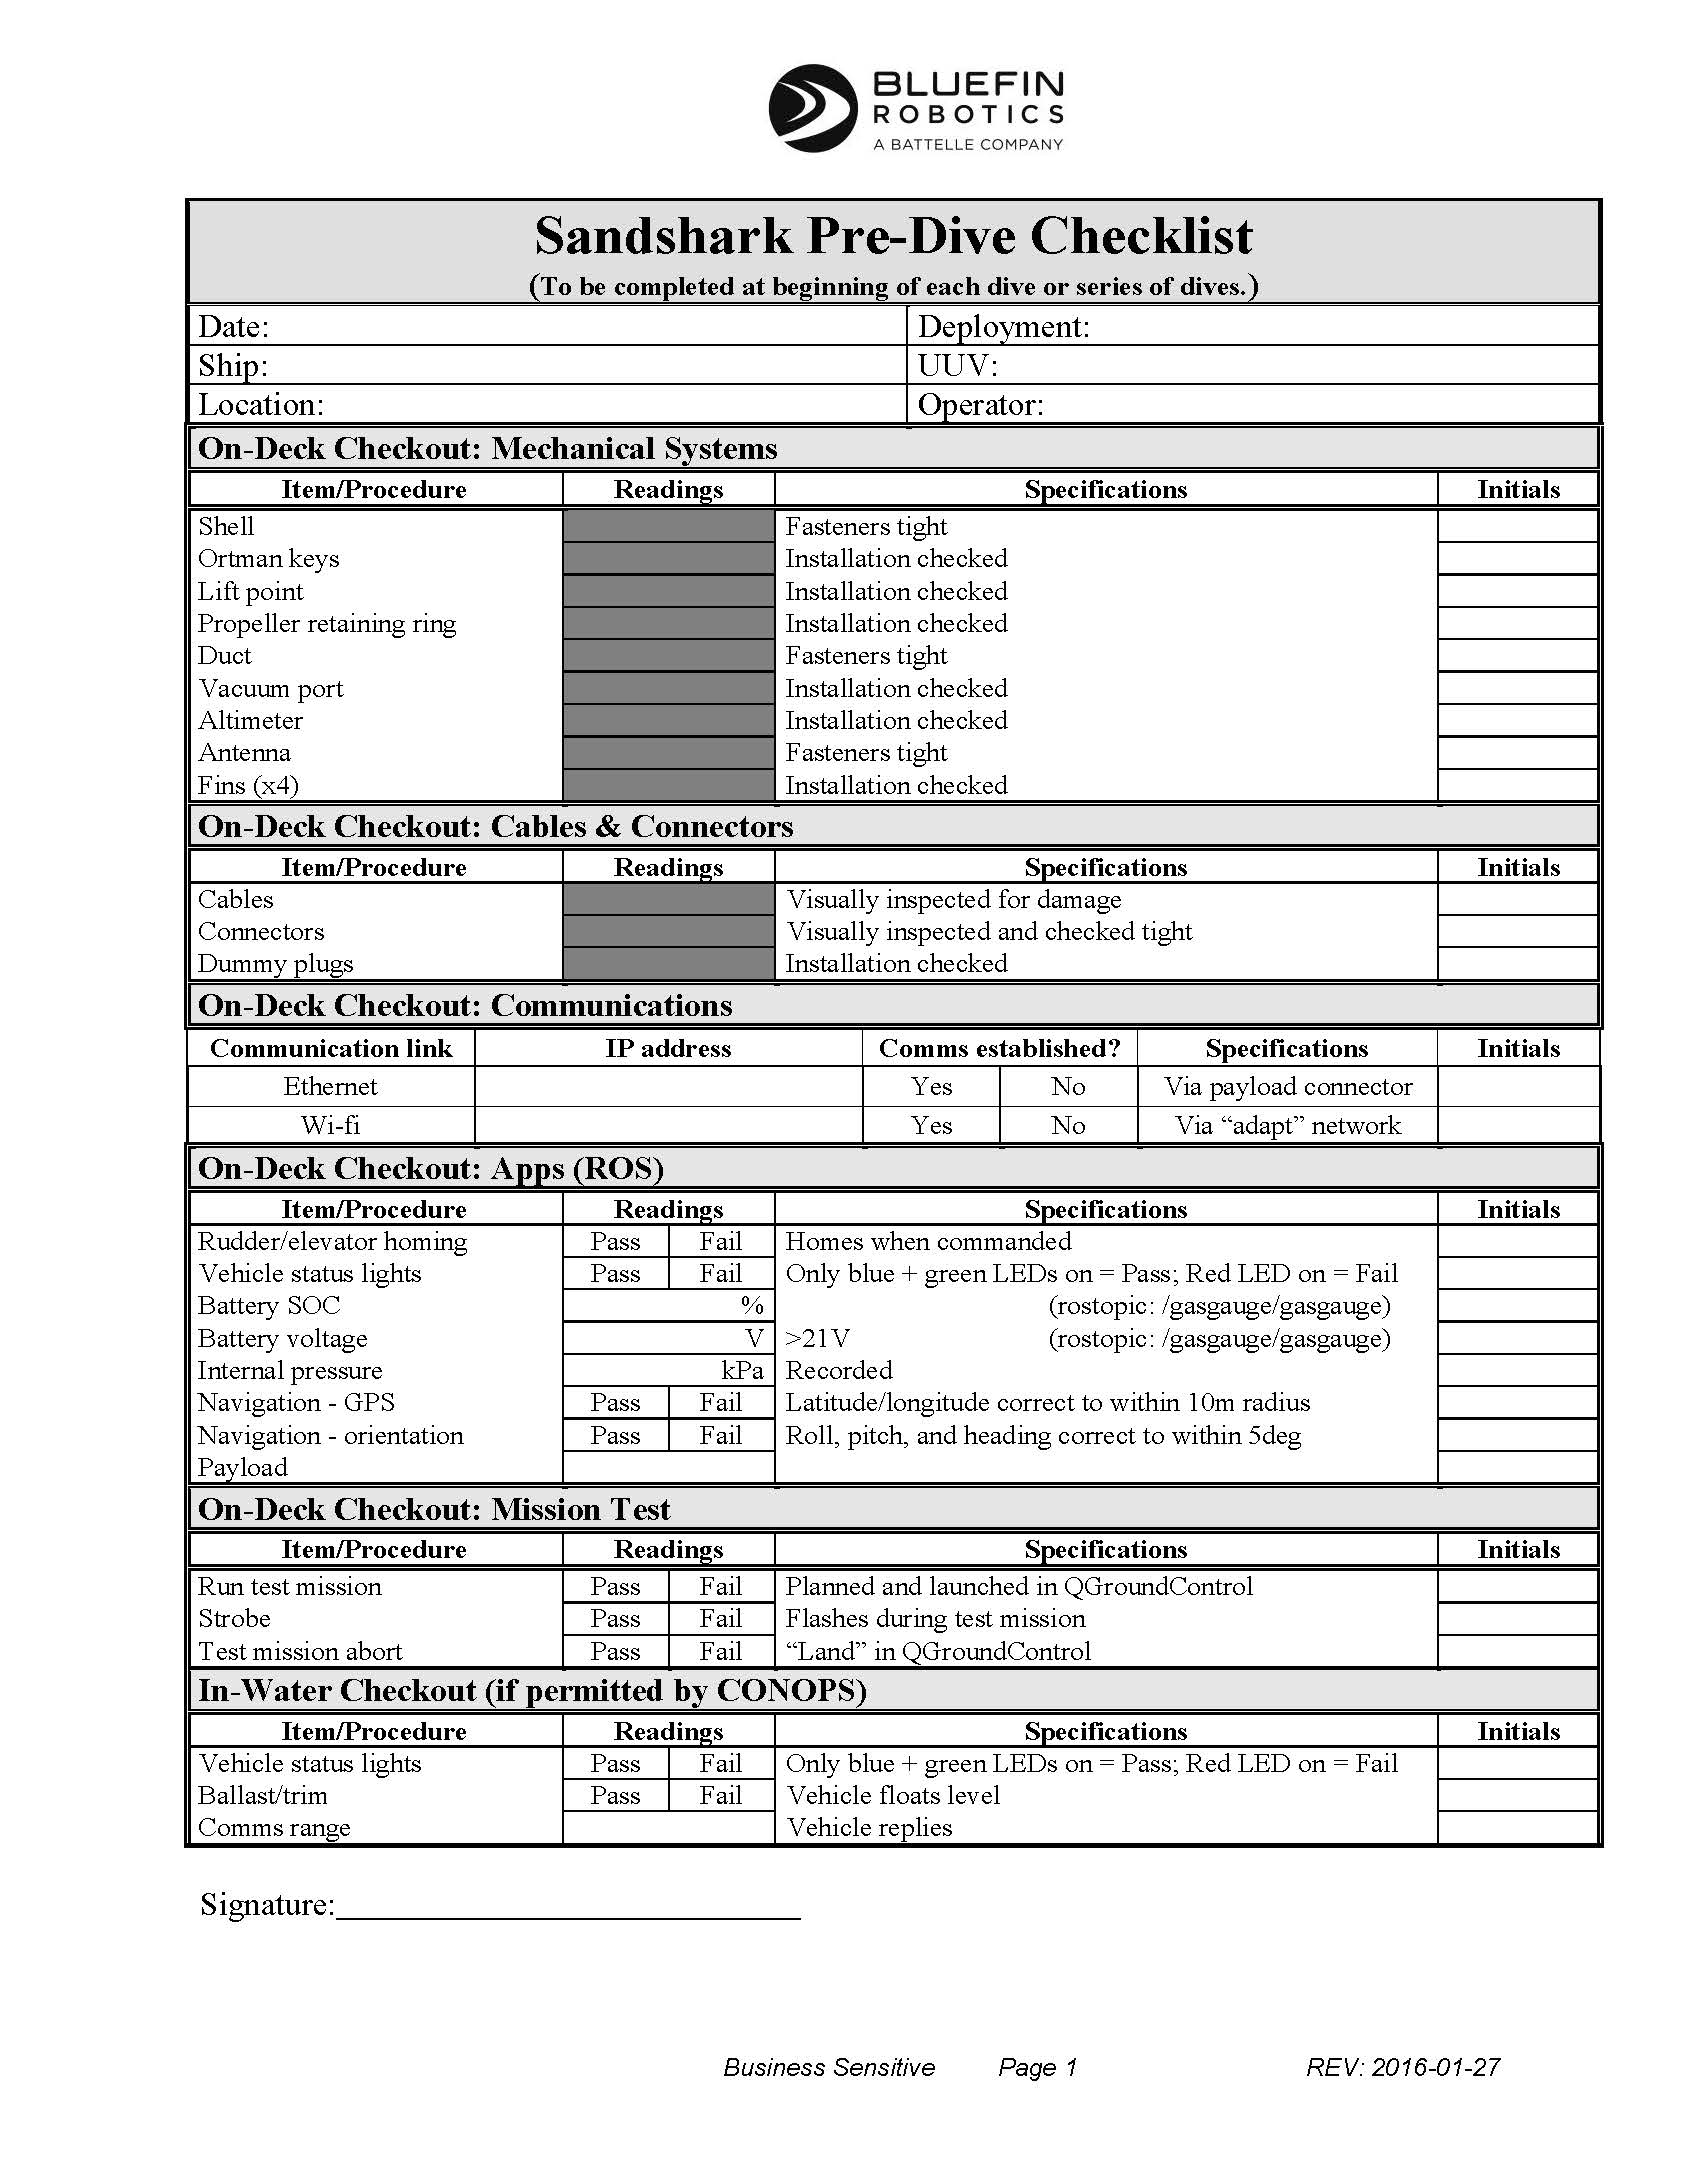 BLUEFIN
ROBOTICS
A BATTELLE COMPANY
Sandshark Pre-Dive Checklist
(To be completed at beginning of each dive or series of dives.)
Date: Deployment:
Ship: UUV:
Location: Operator:
On-Deck Checkout: Mechanical Systems
Item/Procedure Readings Specifications Initials
Shell Fasteners tight
Ortman keys Installation checked
Lift point Installation checked
Propeller retaining ring Installation checked
Duct Fasteners tight
Vacuum port Installation checked
Altimeter Installation checked
Antenna Fasteners tight
Fins (x4) Installation checked
On-Deck Checkout: Cables & Connectors
Item/Procedure Readings Specifications Initials
Cables Visually inspected for damage
Connectors Visually inspected and checked tight
Dummy plugs Installation checked
On-Deck Checkout: Communications
Communication link IP address Comms established? Specifications Initials
Ethernet Yes No Via payload connector
Wi-fi Yes No Via “adapt” network
On-Deck Checkout: Apps (ROS)
Item/Procedure Readings Specifications Initials
Rudder/elevator homing Pass Fail Homes when commanded
Vehicle status lights Pass Fail Only blue + green LEDs on = Pass; Red LED on = Fail
Battery SOC % (rostopic: /gasgauge/gasgauge)
Battery voltage V >21V (rostopic: /gasgauge/gasgauge)
Internal pressure kPa Recorded
Navigation - GPS Pass Fail Latitude/longitude correct to within 10m radius
Navigation - orientation Pass Fail Roll, pitch, and heading correct to within 5deg
Payload
On-Deck Checkout: Mission Test
Item/Procedure Readings Specifications Initials
Run test mission Pass Fail Planned and launched in QGroundControl
Strobe Pass Fail Flashes during test mission
Test mission abort Pass Fail “Land” in QGroundControl
In-Water Checkout (if permitted by CONOPS)
Item/Procedure Readings Specifications Initials
Vehicle status lights Pass Fail Only blue + green LEDs on = Pass; Red LED on = Fail
Ballast/trim Pass Fail Vehicle floats level
Comms range Vehicle replies
Signature:
Business Sensitive Page 1 REV: 2016-01-27